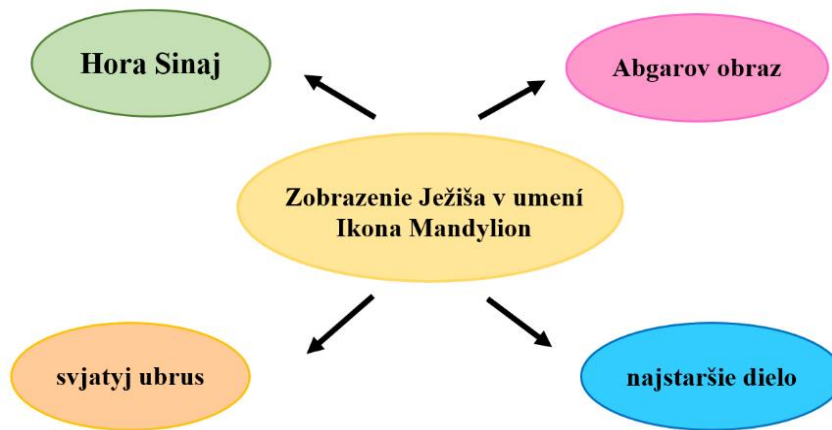 Hora Sinaj
Abgarov obraz
Zobrazenie Ježiša v umení
Ikona Mandylion
svjatyj ubrus
najstaršie dielo